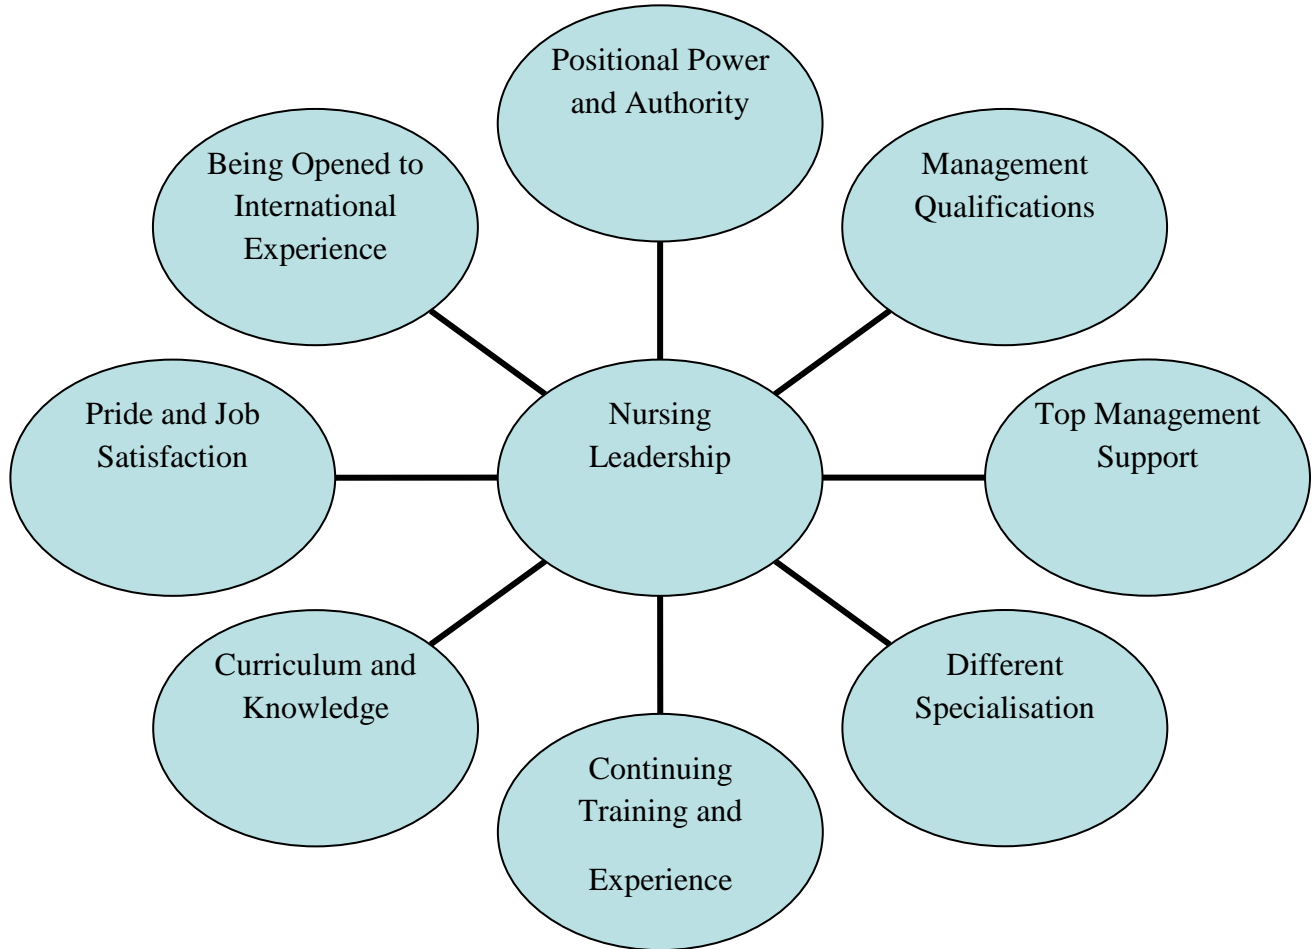 Positional Power
and Authority
Being Opened to
International
Experience
Management
Qualifications
Pride and Job
Satisfaction
Nursing
Leadership
Top Management
Support
Curriculum and
Knowledge
Different
Specialisation
Continuing
Training and
Experience